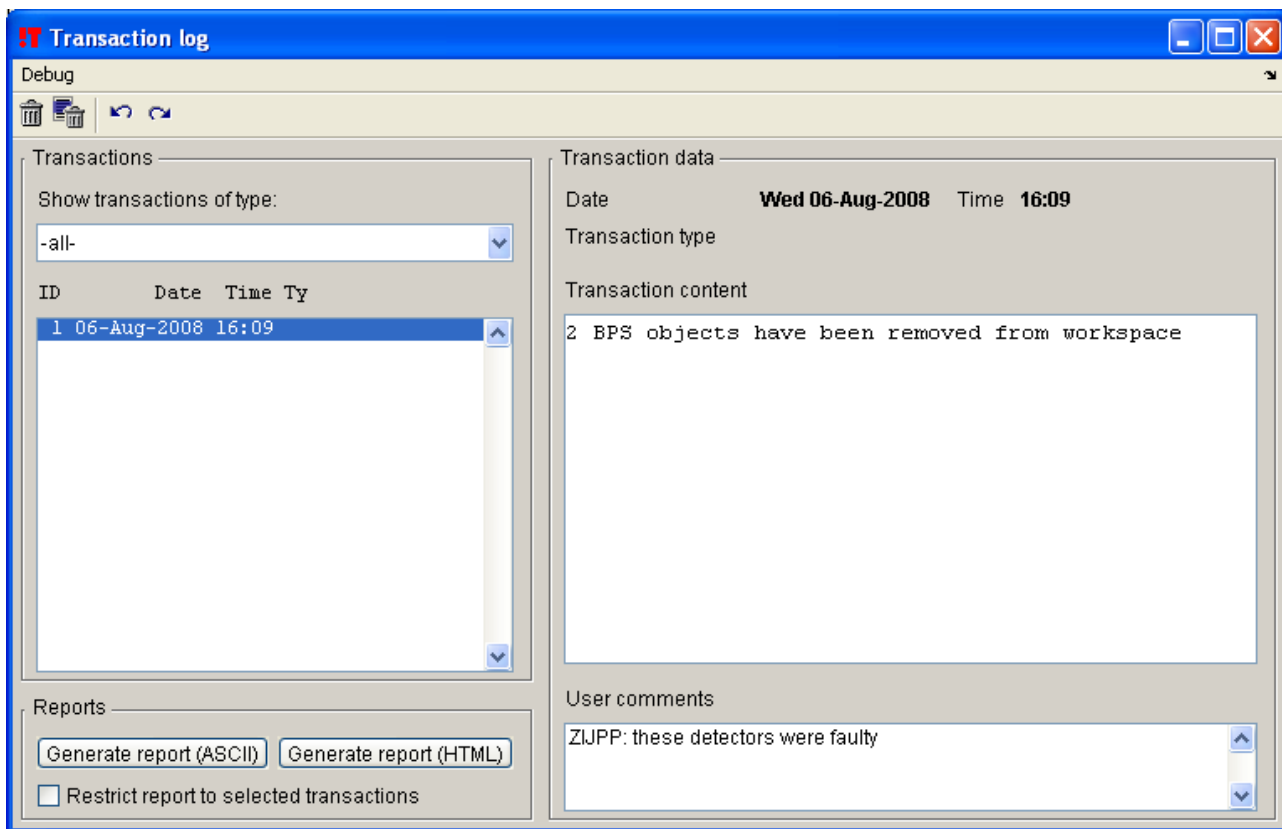 !T Transaction log
Debug
Transactions
Show transactions of type:
-all-
ID Date Time Ty
1 06-Aug-2008 16:09
Reports
Generate report (ASCII) Generate report (HTML)
Restrict report to selected transactions
Transaction data
Date Wed 06-Aug-2008 Time 16:09
Transaction type
Transaction content
2 BPS objects have been removed from workspace
User comments
ZIJPP: these detectors were faulty